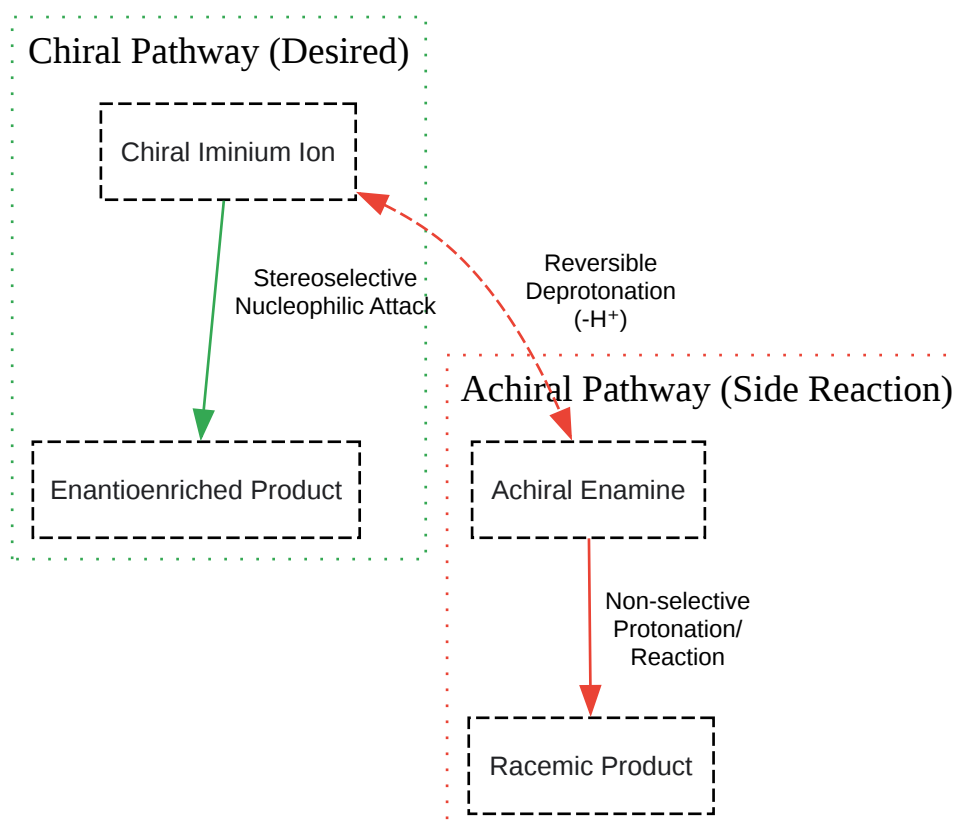 Chiral Pathway (Desired)
Chiral Iminium Ion
Stereoselective
Nucleophilic Attack
Reversible
Deprotonation
(-H⁺)
Enantioenriched Product
Achiral Pathway (Side Reaction)
Achiral Enamine
Non-selective
Protonation/
Reaction
Racemic Product